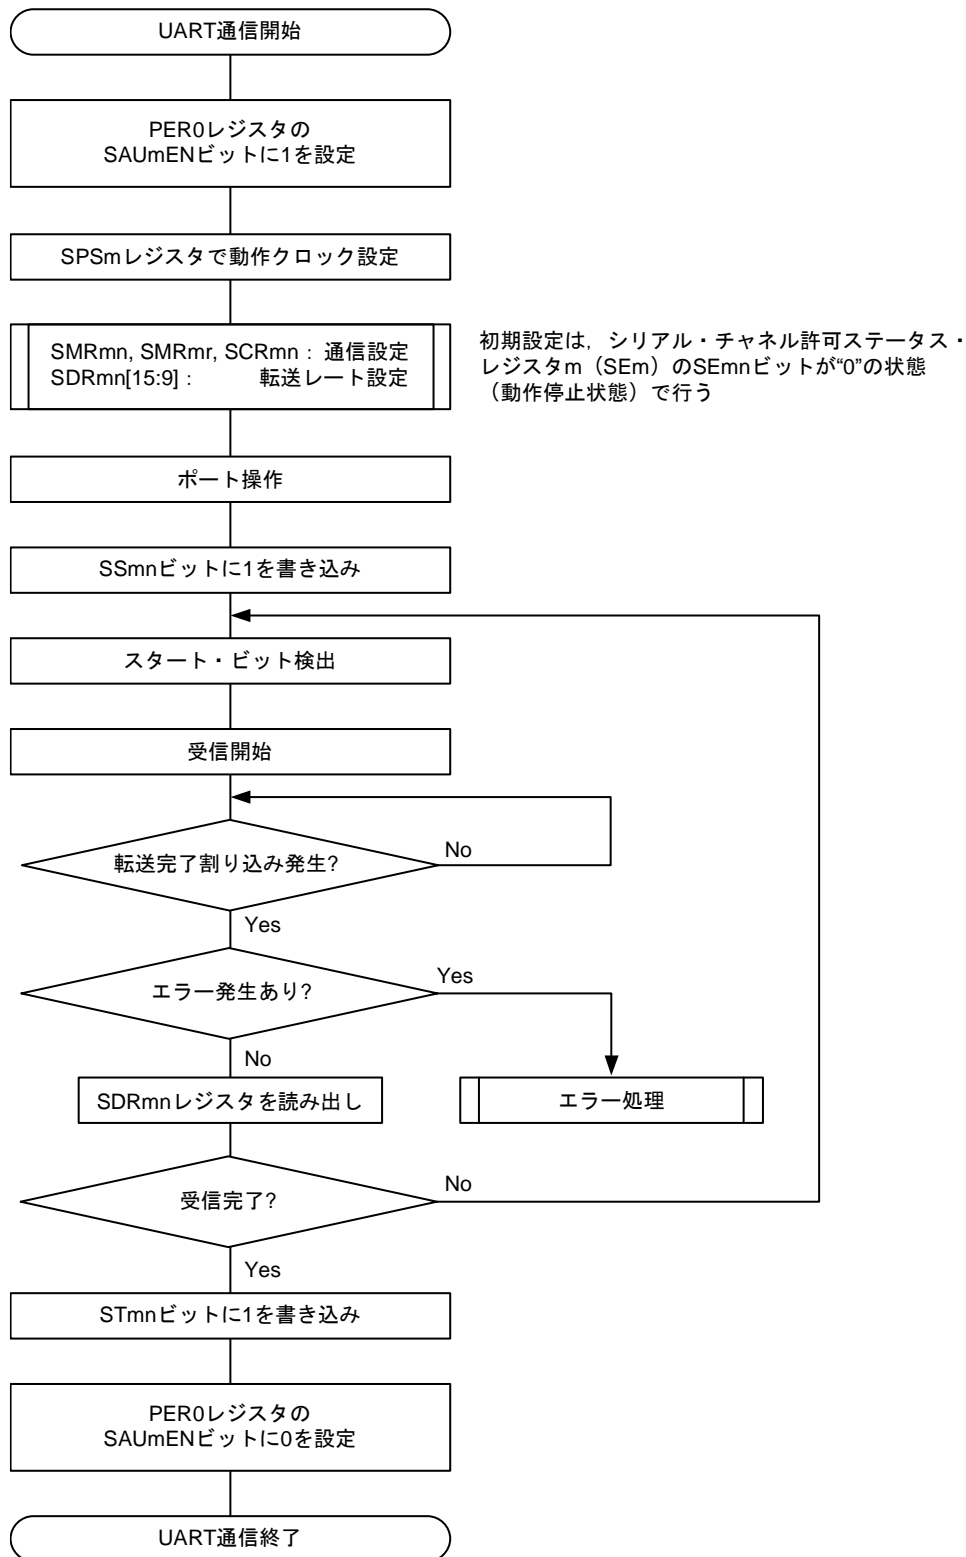 UART通信開始
PER0レジスタの
SAUmENビットに1を設定
SPSmレジスタで動作クロック設定
SMRmn, SMRmr, SCRmn : 通信設定
SDRmn[15:9] : 転送レート設定
初期設定は，シリアル・チャネル許可ステータス・
レジスタm（SEm）のSEmnビットが“0”の状態
（動作停止状態）で行う
ポート操作
SSmnビットに1を書き込み
スタート・ビット検出
受信開始
転送完了割り込み発生?
No
Yes
エラー発生あり?
Yes
No
SDRmnレジスタを読み出し
エラー処理
受信完了?
No
Yes
STmnビットに1を書き込み
PER0レジスタの
SAUmENビットに0を設定
UART通信終了